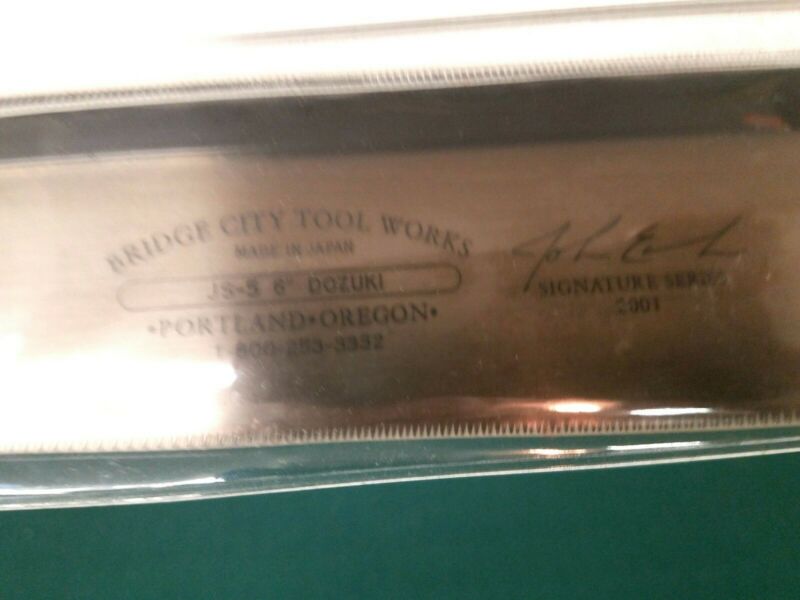 BRIDGE CITY TOOL WORKS
MADE IN JAPAN
JS-5 6" DOZUKI
•PORTLAND•OREGON•
1-800-253-3332
SIGNATURE SERIES
2001